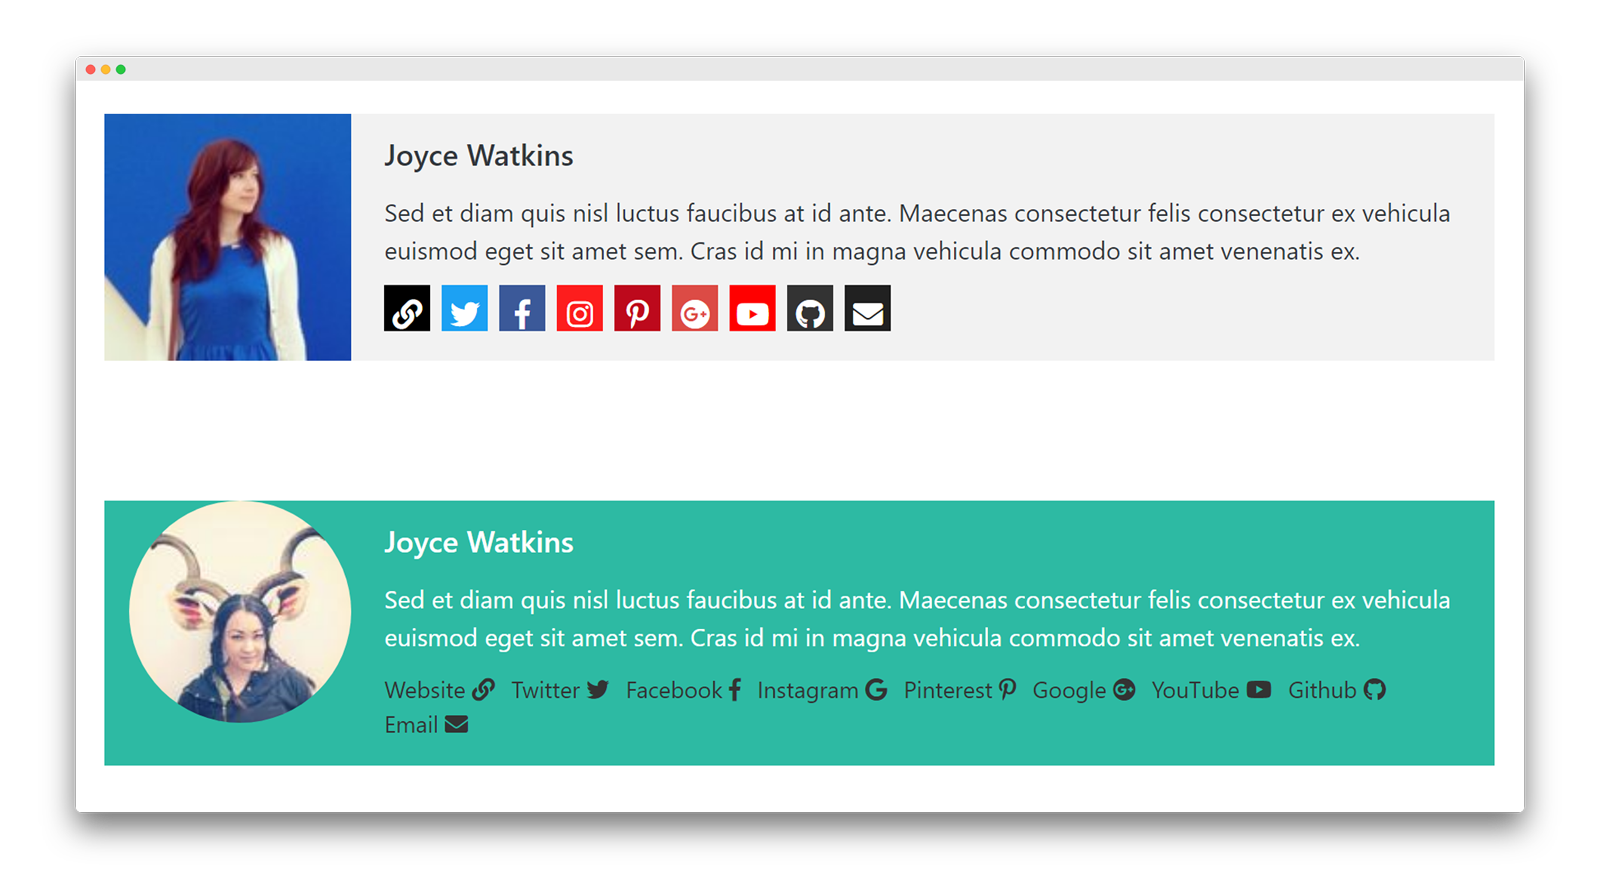 Joyce Watkins
Sed et diam quis nisl luctus faucibus at id ante. Maecenas consectetur felis consectetur ex vehicula
euismod eget sit amet sem. Cras id mi in magna vehicula commodo sit amet venenatis ex.
Joyce Watkins
Sed et diam quis nisl luctus faucibus at id ante. Maecenas consectetur felis consectetur ex vehicula
euismod eget sit amet sem. Cras id mi in magna vehicula commodo sit amet venenatis ex.
Website Twitter Facebook Instagram Pinterest Google YouTube Github
Email